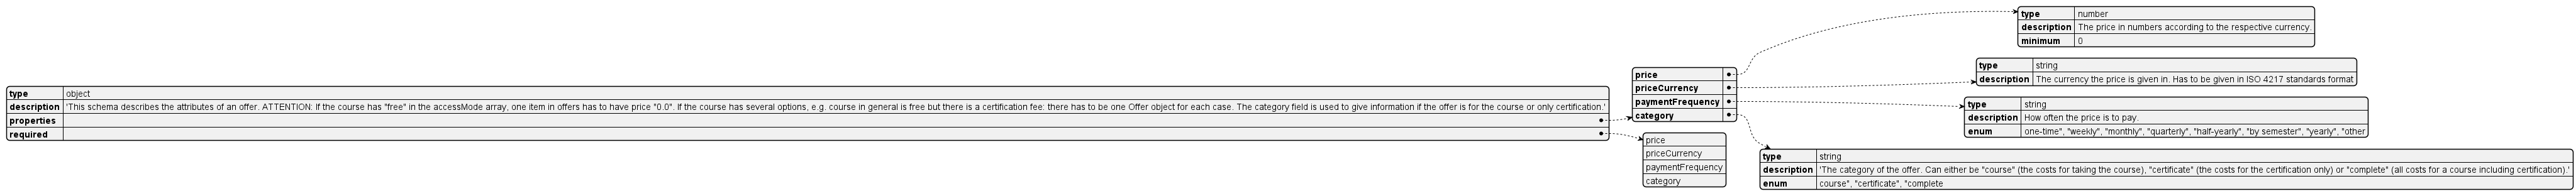 type object
description 'This schema describes the attributes of an offer. ATTENTION: If the course has "free" in the accessMode array, one item in offers has to have price "0.0". If the course has several options, e.g. course in general is free but there is a certification fee: there has to be one Offer object for each case. The category field is used to give information if the offer is for the course or only certification.'
properties
required
price
priceCurrency
paymentFrequency
category
type number
description The price in numbers according to the respective currency.
minimum 0
type string
description The currency the price is given in. Has to be given in ISO 4217 standards format
type string
description How often the price is to pay.
enum one-time", "weekly", "monthly", "quarterly", "half-yearly", "by semester", "yearly", "other
type string
description 'The category of the offer. Can either be "course" (the costs for taking the course), "certificate" (the costs for the certification only) or "complete" (all costs for a course including certification).'
enum course", "certificate", "complete
price
priceCurrency
paymentFrequency
category